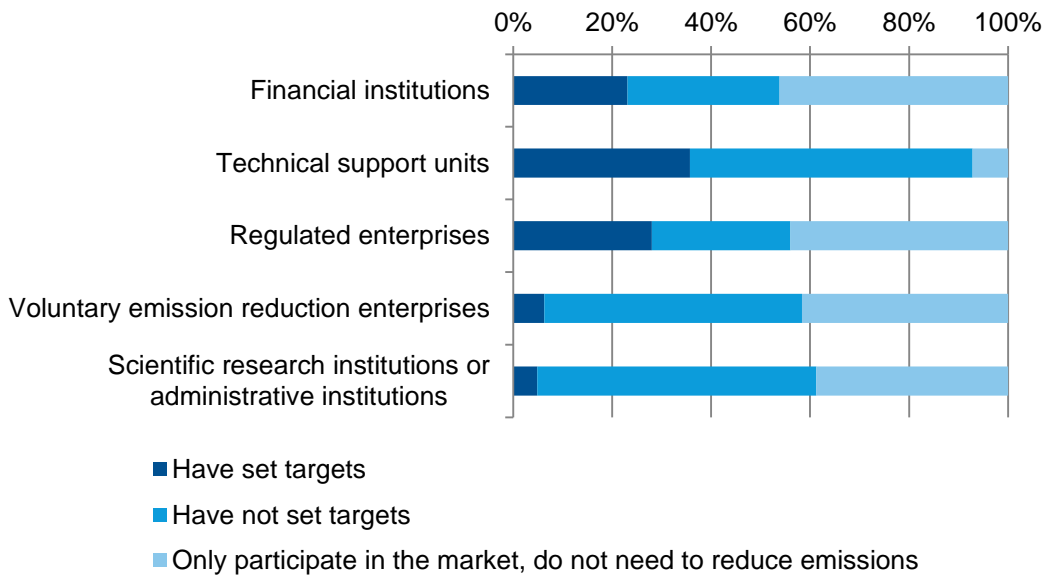 0% 20% 40% 60% 80% 100%
Financial institutions
Technical support units
Regulated enterprises
Voluntary emission reduction enterprises
Scientific research institutions or
administrative institutions
Have set targets
Have not set targets
Only participate in the market, do not need to reduce emissions